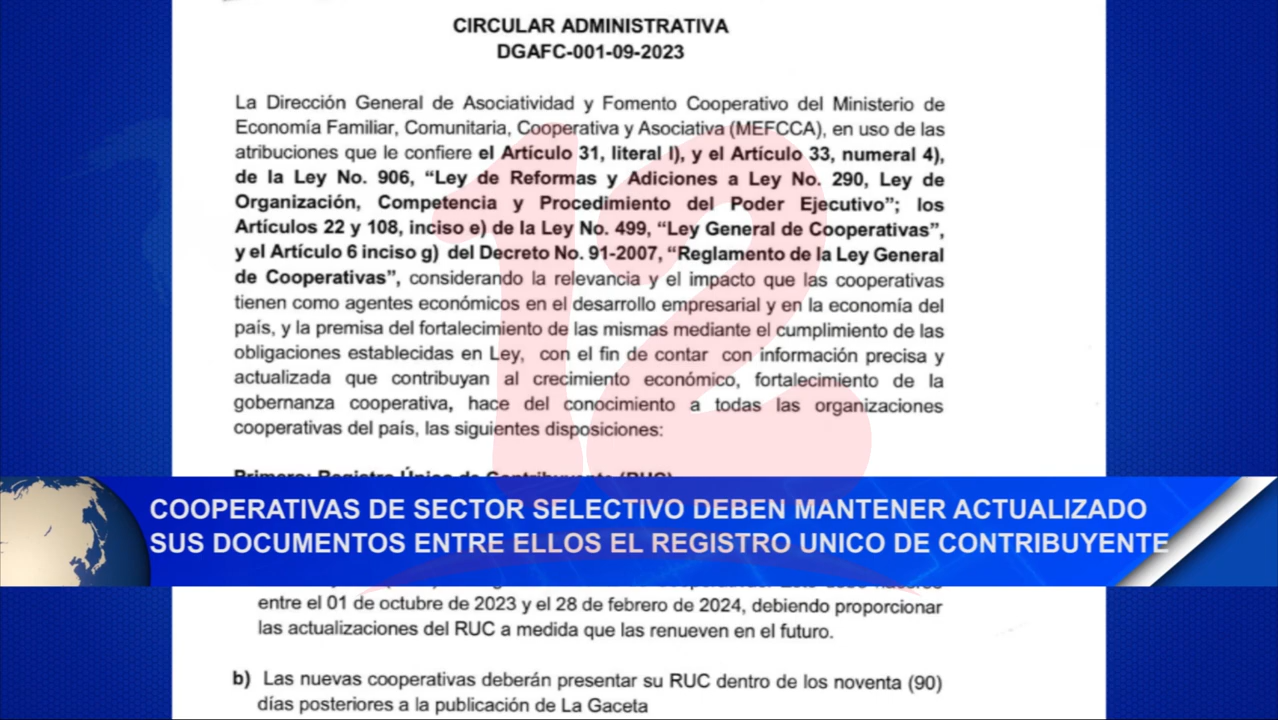 CIRCULAR ADMINISTRATIVA
DGAFC-001-09-2023
La Dirección General de Asociatividad y Fomento Cooperativo del Ministerio de
Economía Familiar, Comunitaria, Cooperativa y Asociativa (MEFCCA), en uso de las
atribuciones que le confiere el Artículo 31, literal l), y el Artículo 33, numeral 4),
de la Ley No. 906, “Ley de Reformas y Adiciones a Ley No. 290, Ley de
Organización, Competencia y Procedimiento del Poder Ejecutivo”; los
Artículos 22 y 108, inciso e) de la Ley No. 499, “Ley General de Cooperativas”,
y el Artículo 6 inciso g) del Decreto No. 91-2007, “Reglamento de la Ley General
de Cooperativas”, considerando la relevancia y el impacto que las cooperativas
tienen como agentes económicos en el desarrollo empresarial y en la economía del
país, y la premisa del fortalecimiento de las mismas mediante el cumplimiento de las
obligaciones establecidas en Ley, con el fin de contar con información precisa y
actualizada que contribuyan al crecimiento económico, fortalecimiento de la
gobernanza cooperativa, hace del conocimiento a todas las organizaciones
cooperativas del país, las siguientes disposiciones:
Primero: Registro Único de Contribuyente (RUC)
COOPERATIVAS DE SECTOR SELECTIVO DEBEN MANTENER ACTUALIZADO
SUS DOCUMENTOS ENTRE ELLOS EL REGISTRO UNICO DE CONTRIBUYENTE
entre el 01 de octubre de 2023 y el 28 de febrero de 2024, debiendo proporcionar
las actualizaciones del RUC a medida que las renueven en el futuro.
b) Las nuevas cooperativas deberán presentar su RUC dentro de los noventa (90)
días posteriores a la publicación de La Gaceta
12